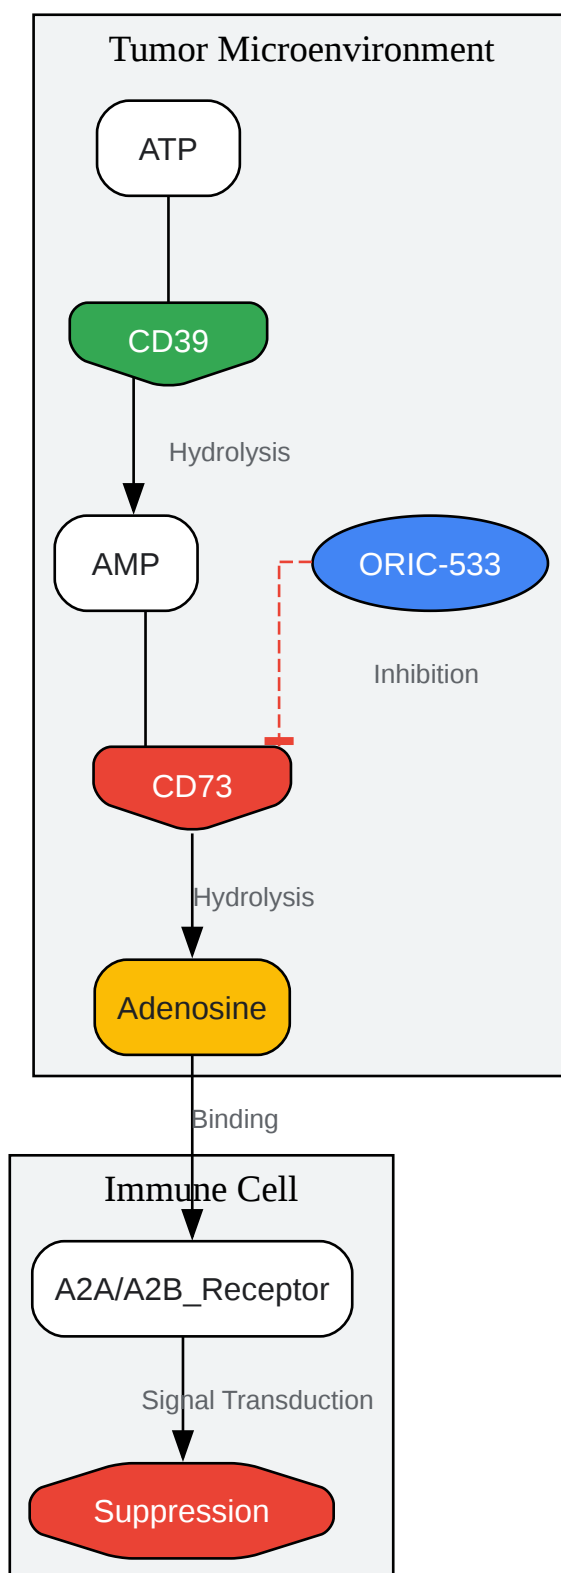 Tumor Microenvironment
ATP
CD39
Hydrolysis
AMP
ORIC-533
Inhibition
CD73
Hydrolysis
Adenosine
Binding
Immune Cell
A2A/A2B_Receptor
Signal Transduction
Suppression